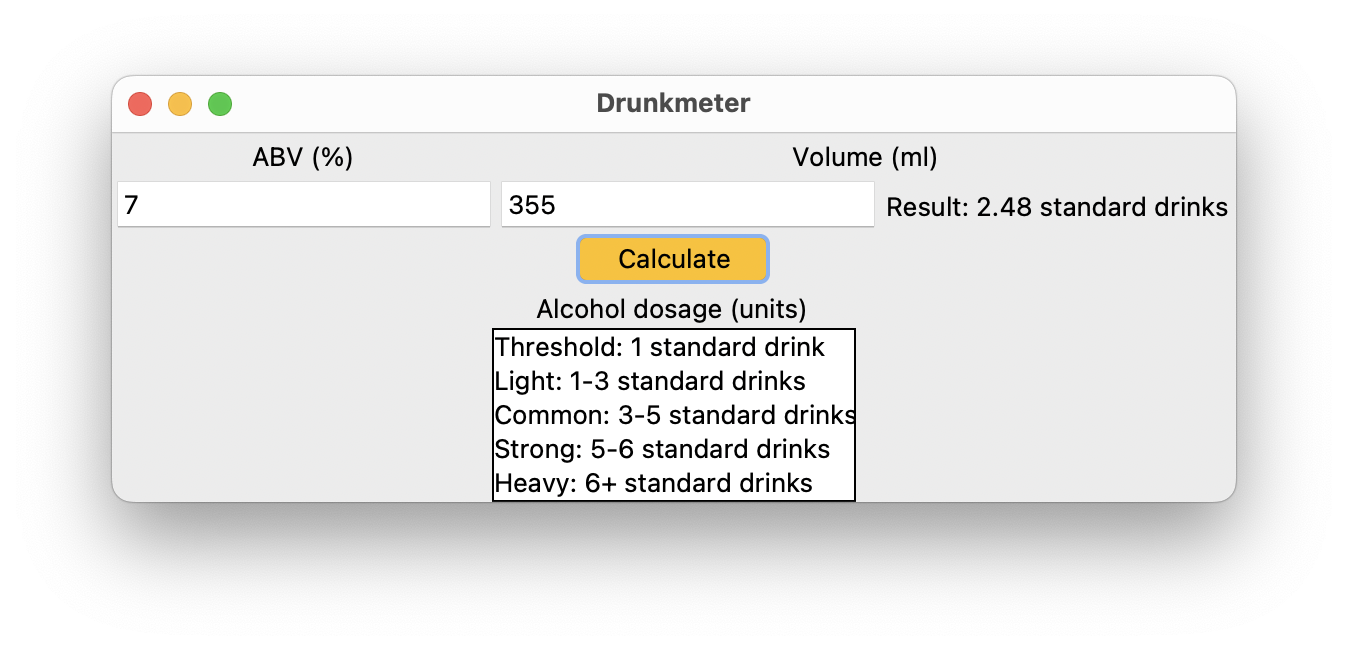 Drunkmeter
ABV (%)
Volume (ml)
7
355
Result: 2.48 standard drinks
Calculate
Alcohol dosage (units)
Threshold: 1 standard drink
Light: 1-3 standard drinks
Common: 3-5 standard drinks
Strong: 5-6 standard drinks
Heavy: 6+ standard drinks